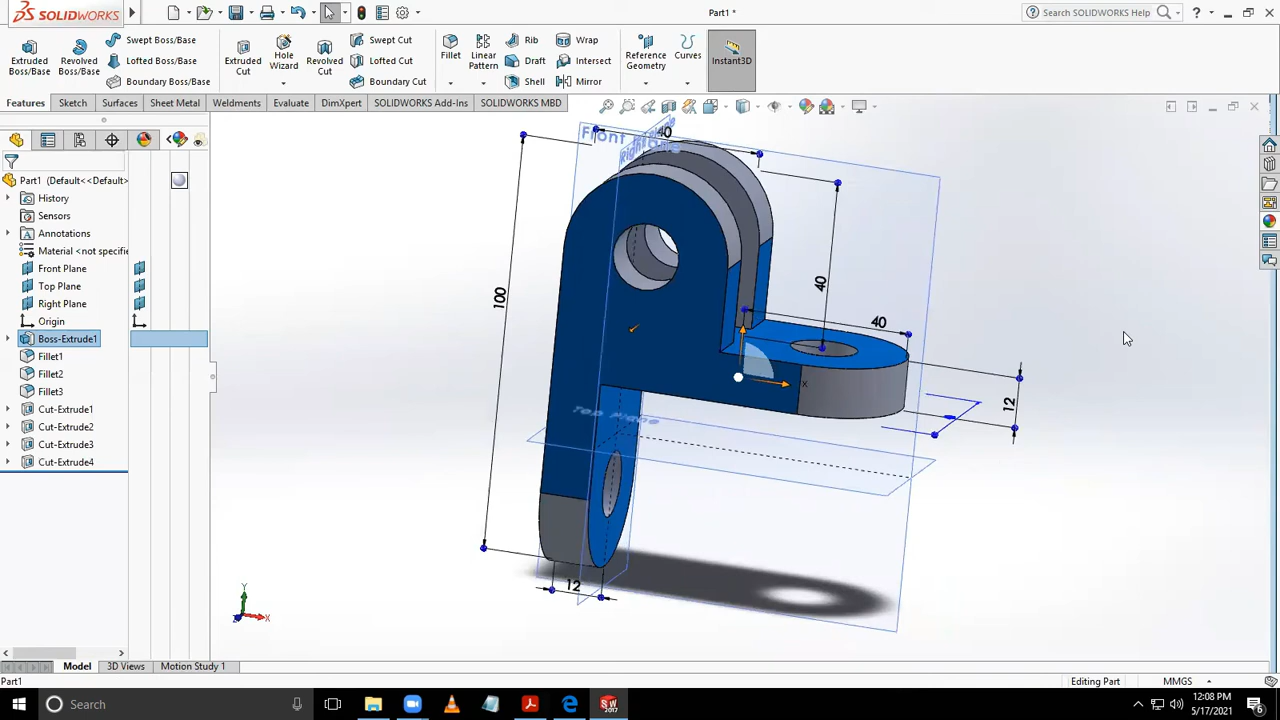 SOLIDWORKS
Part1 *
Search SOLIDWORKS Help
Extruded Boss/Base
Revolved Boss/Base
Swept Boss/Base
Lofted Boss/Base
Boundary Boss/Base
Extruded Cut
Hole Wizard
Revolved Cut
Swept Cut
Lofted Cut
Boundary Cut
Fillet
Linear Pattern
Rib
Draft
Shell
Wrap
Intersect
Mirror
Reference Geometry
Curves
Instant3D
Features
Sketch
Surfaces
Sheet Metal
Weldments
Evaluate
DimXpert
SOLIDWORKS Add-Ins
SOLIDWORKS MBD
Part1 (Default<<Default>
History
Sensors
Annotations
Material <not specifi
Front Plane
Top Plane
Right Plane
Origin
Boss-Extrude1
Fillet1
Fillet2
Fillet3
Cut-Extrude1
Cut-Extrude2
Cut-Extrude3
Cut-Extrude4
40
100
40
40
12
12
Top Plane
X
Y
X
Model
3D Views
Motion Study 1
Part1
Editing Part
MMGS
Search
12:08 PM
5/17/2021
6